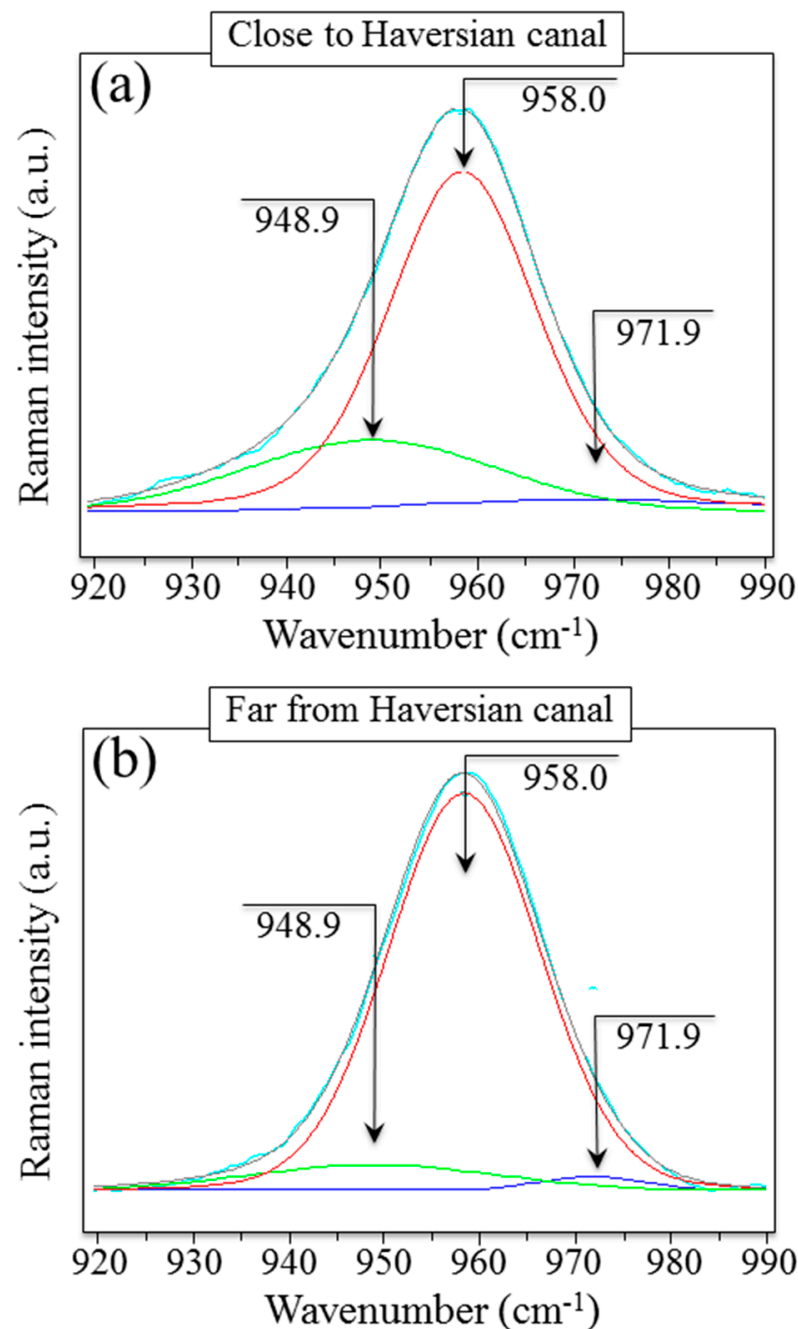 Close to Haversian canal
(a)
958.0
948.9
971.9
Raman intensity (a.u.)
920 930 940 950 960 970 980 990
Wavenumber (cm⁻¹)
Far from Haversian canal
(b)
958.0
948.9
971.9
Raman intensity (a.u.)
920 930 940 950 960 970 980 990
Wavenumber (cm⁻¹)